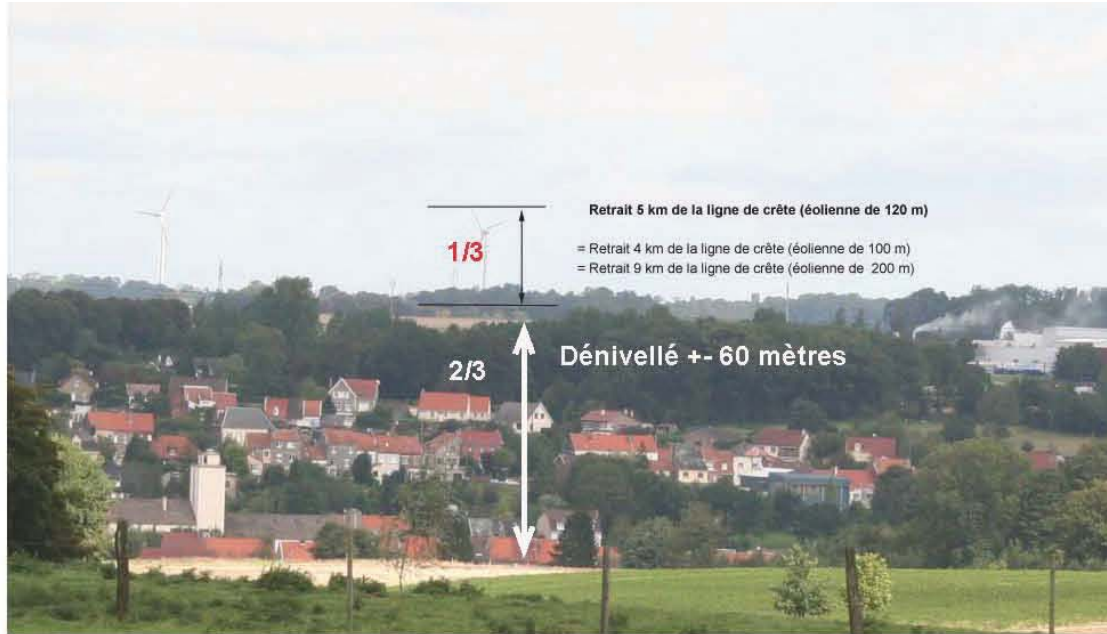 Retrait 5 km de la ligne de crête (éolienne de 120 m)
1/3
= Retrait 4 km de la ligne de crête (éolienne de 100 m)
= Retrait 9 km de la ligne de crête (éolienne de 200 m)
2/3
Dénivellé +- 60 mètres